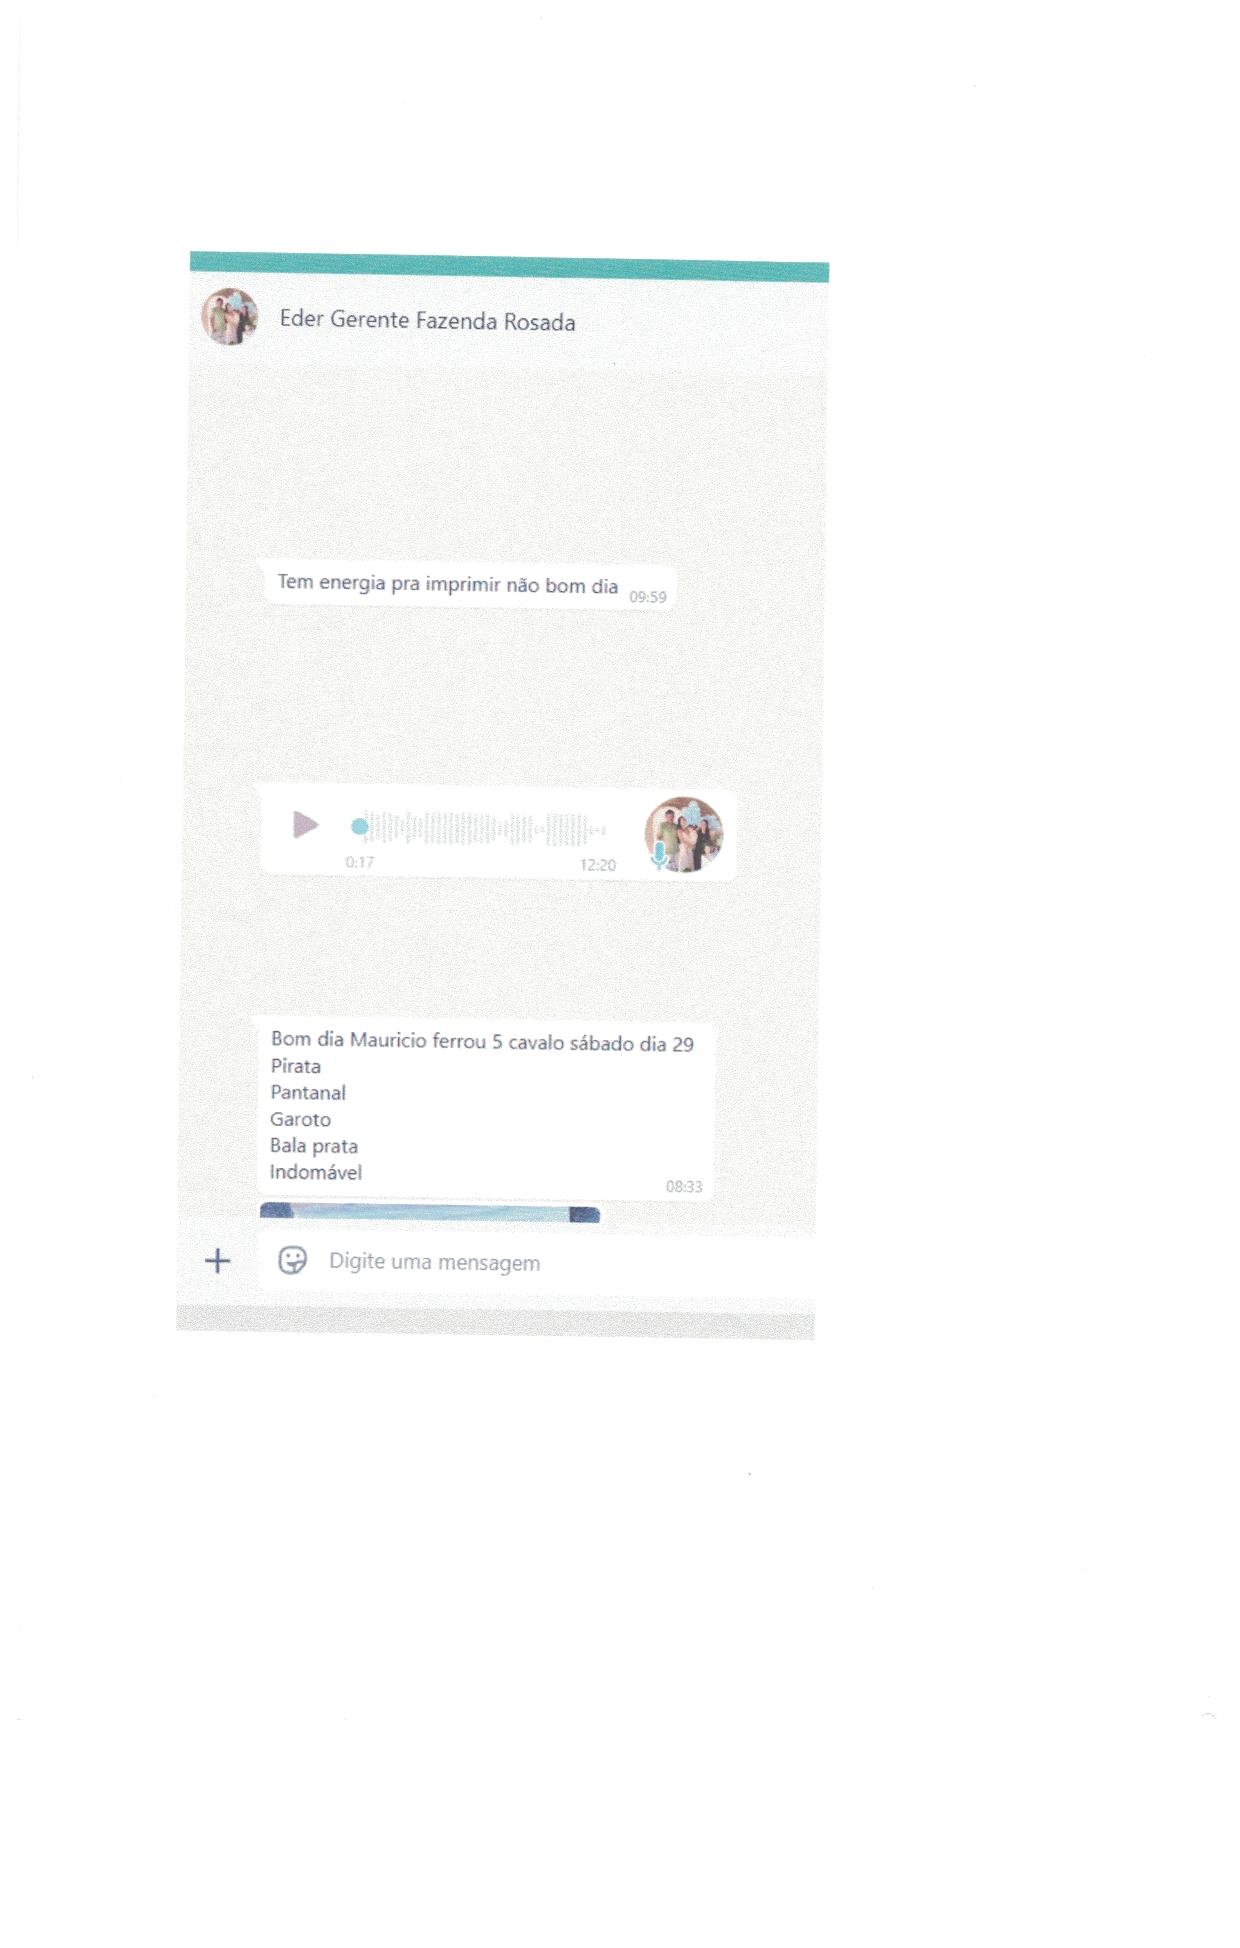 Eder Gerente Fazenda Rosada
Tem energia pra imprimir não bom dia 09:59
0:17 12:20
Bom dia Mauricio ferrou 5 cavalo sábado dia 29
Pirata
Pantanal
Garoto
Bala prata
Indomável
08:33
Digite uma mensagem